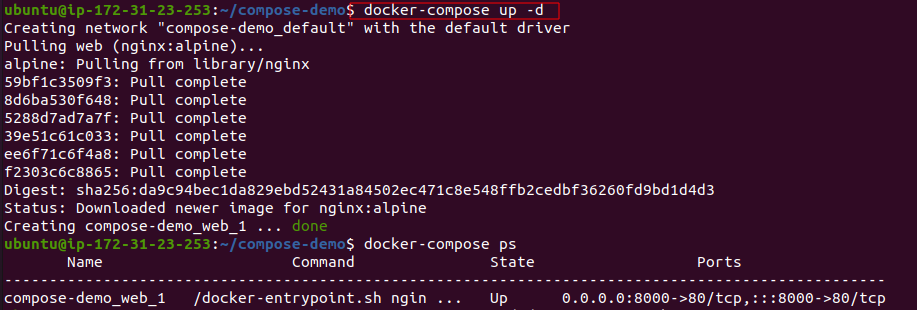 ubuntu@ip-172-31-23-253:~/compose-demo$ docker-compose up -d
Creating network "compose-demo_default" with the default driver
Pulling web (nginx:alpine)...
alpine: Pulling from library/nginx
59bf1c3509f3: Pull complete
8d6ba530f648: Pull complete
5288d7ad7a7f: Pull complete
39e51c61c033: Pull complete
ee6f71c6f4a8: Pull complete
f2303c6c8865: Pull complete
Digest: sha256:da9c94bec1da829ebd52431a84502ec471c8e548ffb2cedbf36260fd9bd1d4d3
Status: Downloaded newer image for nginx:alpine
Creating compose-demo_web_1 ... done
ubuntu@ip-172-31-23-253:~/compose-demo$ docker-compose ps
Name Command State Ports
-----------------------------------------------------------------------------------------
compose-demo_web_1 /docker-entrypoint.sh ngin ... Up 0.0.0.0:8000->80/tcp,:::8000->80/tcp